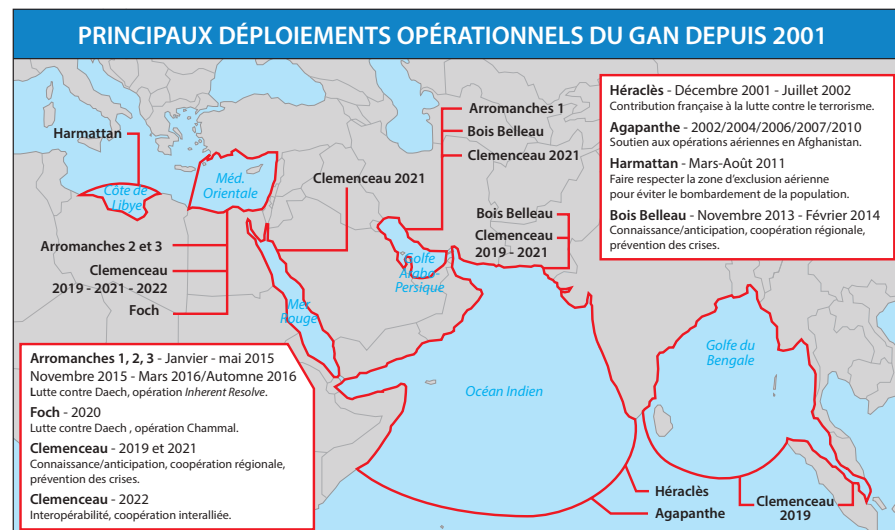 PRINCIPAUX DÉPLOIEMENTS OPÉRATIONNELS DU GAN DEPUIS 2001
Harmattan
Côte de
Libye
Méd.
Orientale
Clemenceau 2021
Arromanches 1
Bois Belleau
Clemenceau 2021
Bois Belleau
Clemenceau
2019 - 2021
Héraclès - Décembre 2001 - Juillet 2002
Contribution française à la lutte contre le terrorisme.
Agapanthe - 2002/2004/2006/2007/2010
Soutien aux opérations aériennes en Afghanistan.
Harmattan - Mars-Août 2011
Faire respecter la zone d'exclusion aérienne
pour éviter le bombardement de la population.
Bois Belleau - Novembre 2013 - Février 2014
Connaissance/anticipation, coopération régionale,
prévention des crises.
Arromanches 2 et 3
Clemenceau
2019 - 2021 - 2022
Foch
Mer
Rouge
Golfe
Arabo-
Persique
Océan Indien
Golfe du
Bengale
Arromanches 1, 2, 3 - Janvier - mai 2015
Novembre 2015 - Mars 2016/Automne 2016
Lutte contre Daech, opération Inherent Resolve.
Foch - 2020
Lutte contre Daech , opération Chammal.
Clemenceau - 2019 et 2021
Connaissance/anticipation, coopération régionale,
prévention des crises.
Clemenceau - 2022
Interopérabilité, coopération interalliée.
Héraclès
Agapanthe
Clemenceau
2019